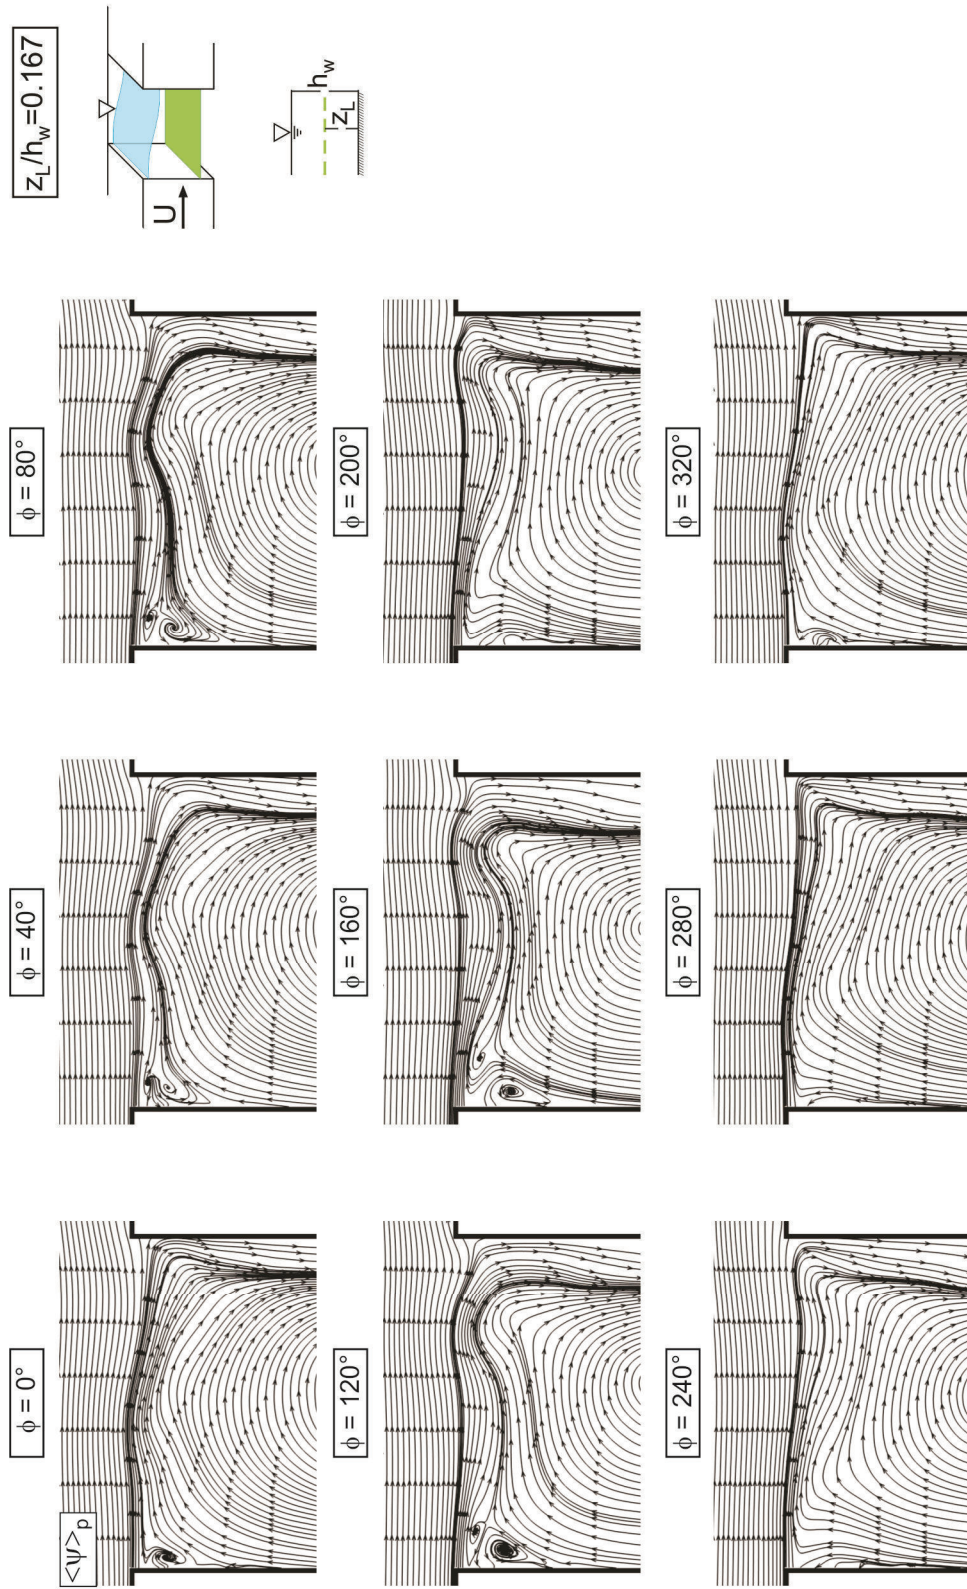 z_L/h_w=0.167
U
h_w
z_L
<Ψ>_p
ϕ = 0°
ϕ = 40°
ϕ = 80°
ϕ = 120°
ϕ = 160°
ϕ = 200°
ϕ = 240°
ϕ = 280°
ϕ = 320°